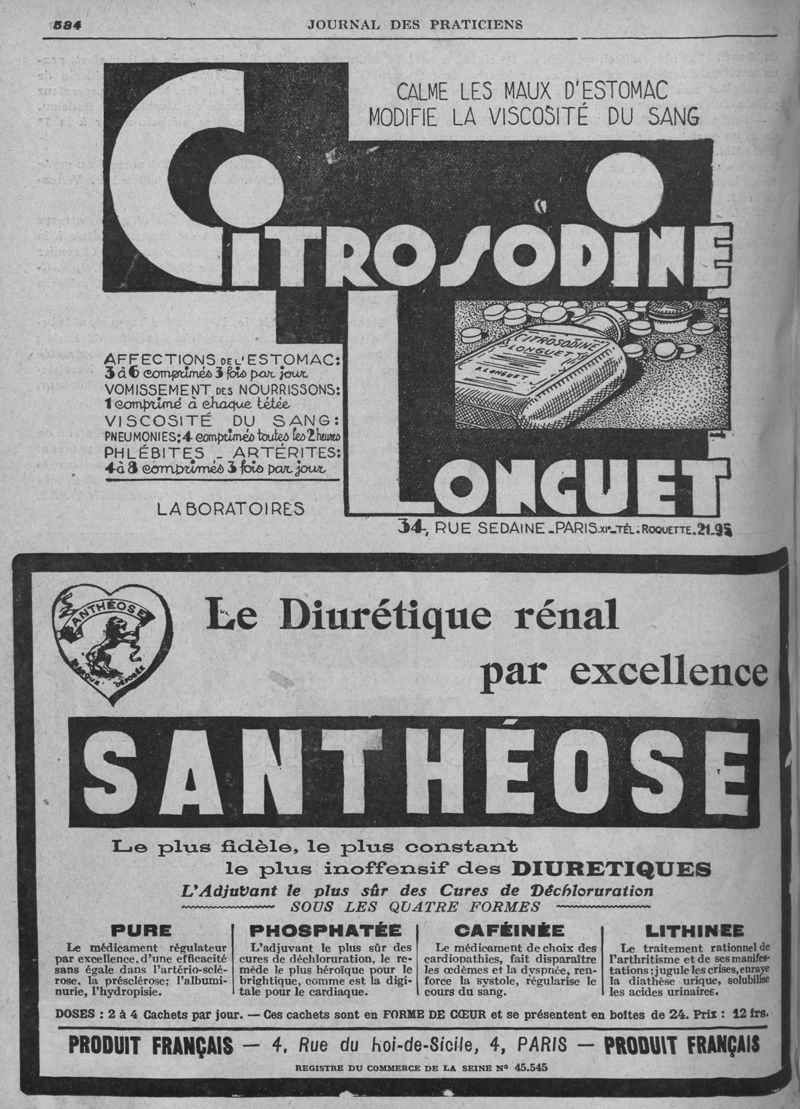 584
JOURNAL DES PRATICIENS
CALME LES MAUX D'ESTOMAC
MODIFIE LA VISCOSITÉ DU SANG
CITROSODINE
AFFECTIONS DE L'ESTOMAC:
3 à 6 comprimés 3 fois par jour
VOMISSEMENT DES NOURRISSONS:
1 comprimé à chaque tétée
VISCOSITÉ DU SANG:
PNEUMONIES: 4 comprimés toutes les 2 heures
PHLÉBITES _ ARTÉRITES:
4 à 8 comprimés 3 fois par jour
CITROSODINE
LONGUET
LABORATOIRES
LONGUET
34, RUE SEDAINE _ PARIS.XIe_TÉL: ROQUETTE.21-95
SANTHÉOSE
MARQUE DÉPOSÉE
Le Diurétique rénal
par excellence
SANTHÉOSE
Le plus fidèle, le plus constant
le plus inoffensif des DIURETIQUES
L'Adjuvant le plus sûr des Cures de Déchloruration
SOUS LES QUATRE FORMES
PURE
Le médicament régulateur
par excellence, d'une efficacité
sans égale dans l'artério-sclé-
rose, la présclérose; l'albumi-
nurie, l'hydropisie.
PHOSPHATÉE
L'adjuvant le plus sûr des
cures de déchloruration, le re-
mède le plus héroïque pour le
brightique, comme est la digi-
tale pour le cardiaque.
CAFÉINÉE
Le médicament de choix des
cardiopathies, fait disparaître
les œdèmes et la dyspnée, ren-
force la systole, régularise le
cours du sang.
LITHINEE
Le traitement rationnel de
l'arthritisme et de ses manifes-
tations; jugule les crises, enraye
la diathèse urique, solubilise
les acides urinaires.
DOSES : 2 à 4 Cachets par jour. — Ces cachets sont en FORME DE CŒUR et se présentent en boîtes de 24. Prix : 12 frs.
PRODUIT FRANÇAIS — 4, Rue du Roi-de-Sicile, 4, PARIS — PRODUIT FRANÇAIS
REGISTRE DU COMMERCE DE LA SEINE Nº 45.545